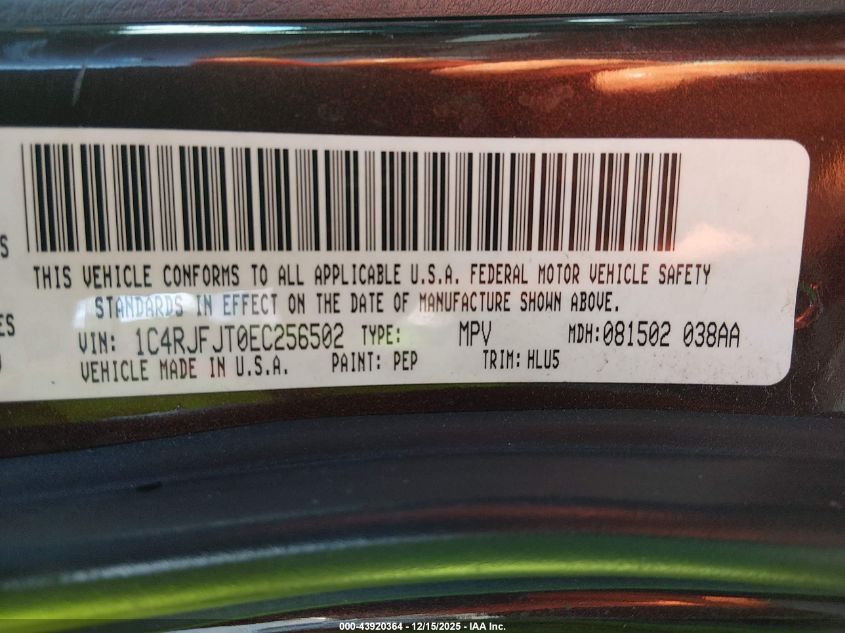 S
THIS VEHICLE CONFORMS TO ALL APPLICABLE U.S.A. FEDERAL MOTOR VEHICLE SAFETY
STANDARDS IN EFFECT ON THE DATE OF MANUFACTURE SHOWN ABOVE.
ES
VIN: 1C4RJFJT0EC256502 TYPE: MPV MDH:081502 038AA
VEHICLE MADE IN U.S.A. PAINT: PEP TRIM: HLU5
000-43920364 - 12/15/2025 - IAA Inc.